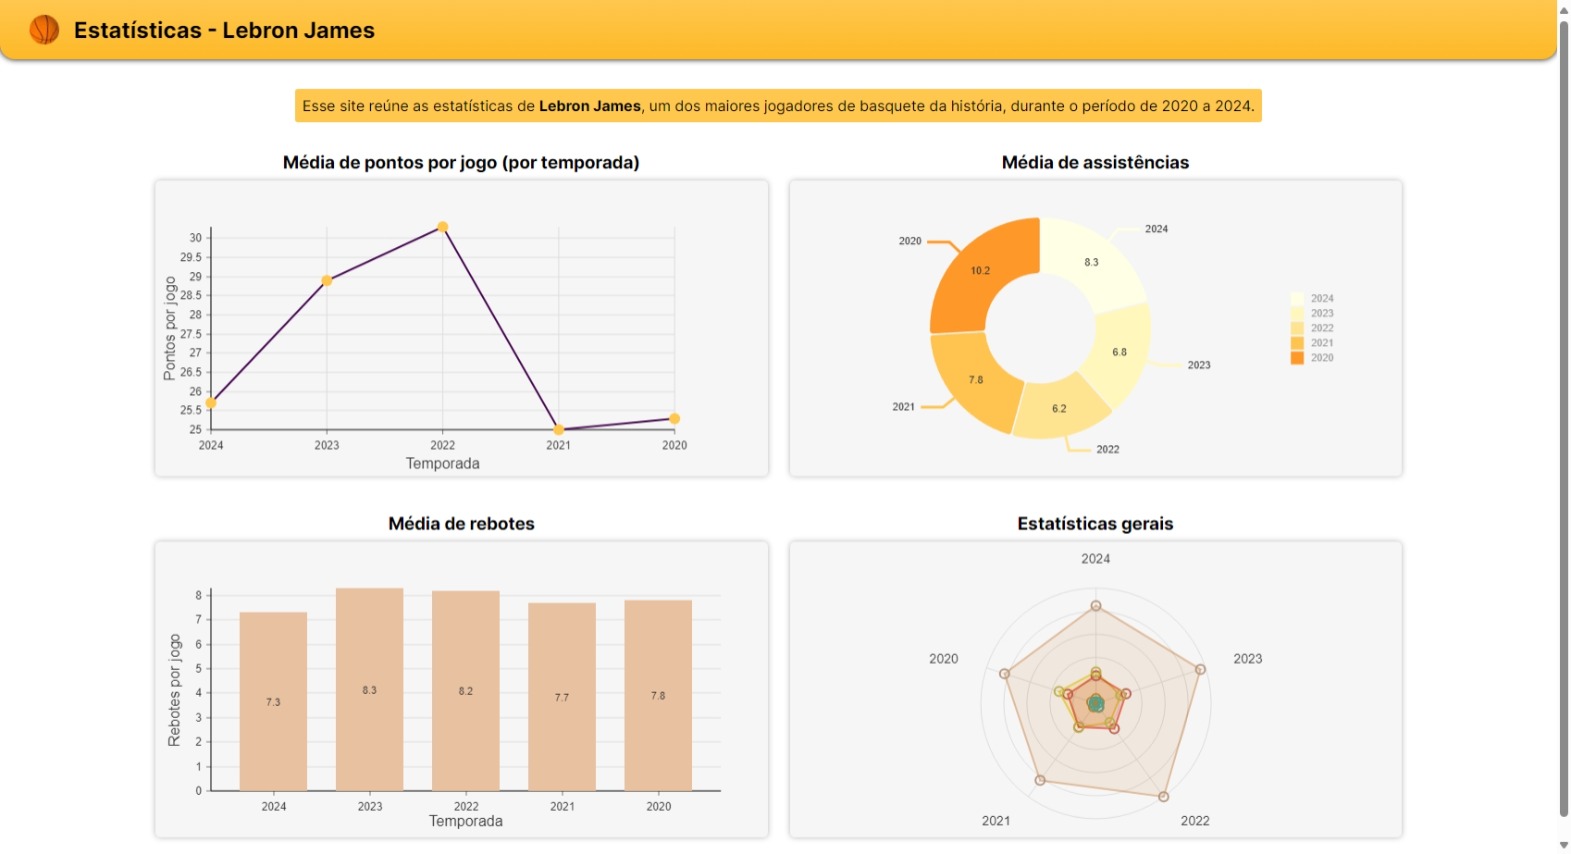 Estatísticas - Lebron James
Esse site reúne as estatísticas de Lebron James, um dos maiores jogadores de basquete da história, durante o período de 2020 a 2024.
Média de pontos por jogo (por temporada)
Pontos por jogo
30
29.5
29
28.5
28
27.5
27
26.5
26
25.5
25
2024 2023 2022 2021 2020
Temporada
Média de assistências
2024
2023
2022
2021
2020
8.3
6.8
6.2
7.8
10.2
2024
2023
2022
2021
2020
Média de rebotes
Rebotes por jogo
8
7
6
5
4
3
2
1
0
7.3 8.3 8.2 7.7 7.8
2024 2023 2022 2021 2020
Temporada
Estatísticas gerais
2024
2020 2023
2021 2022